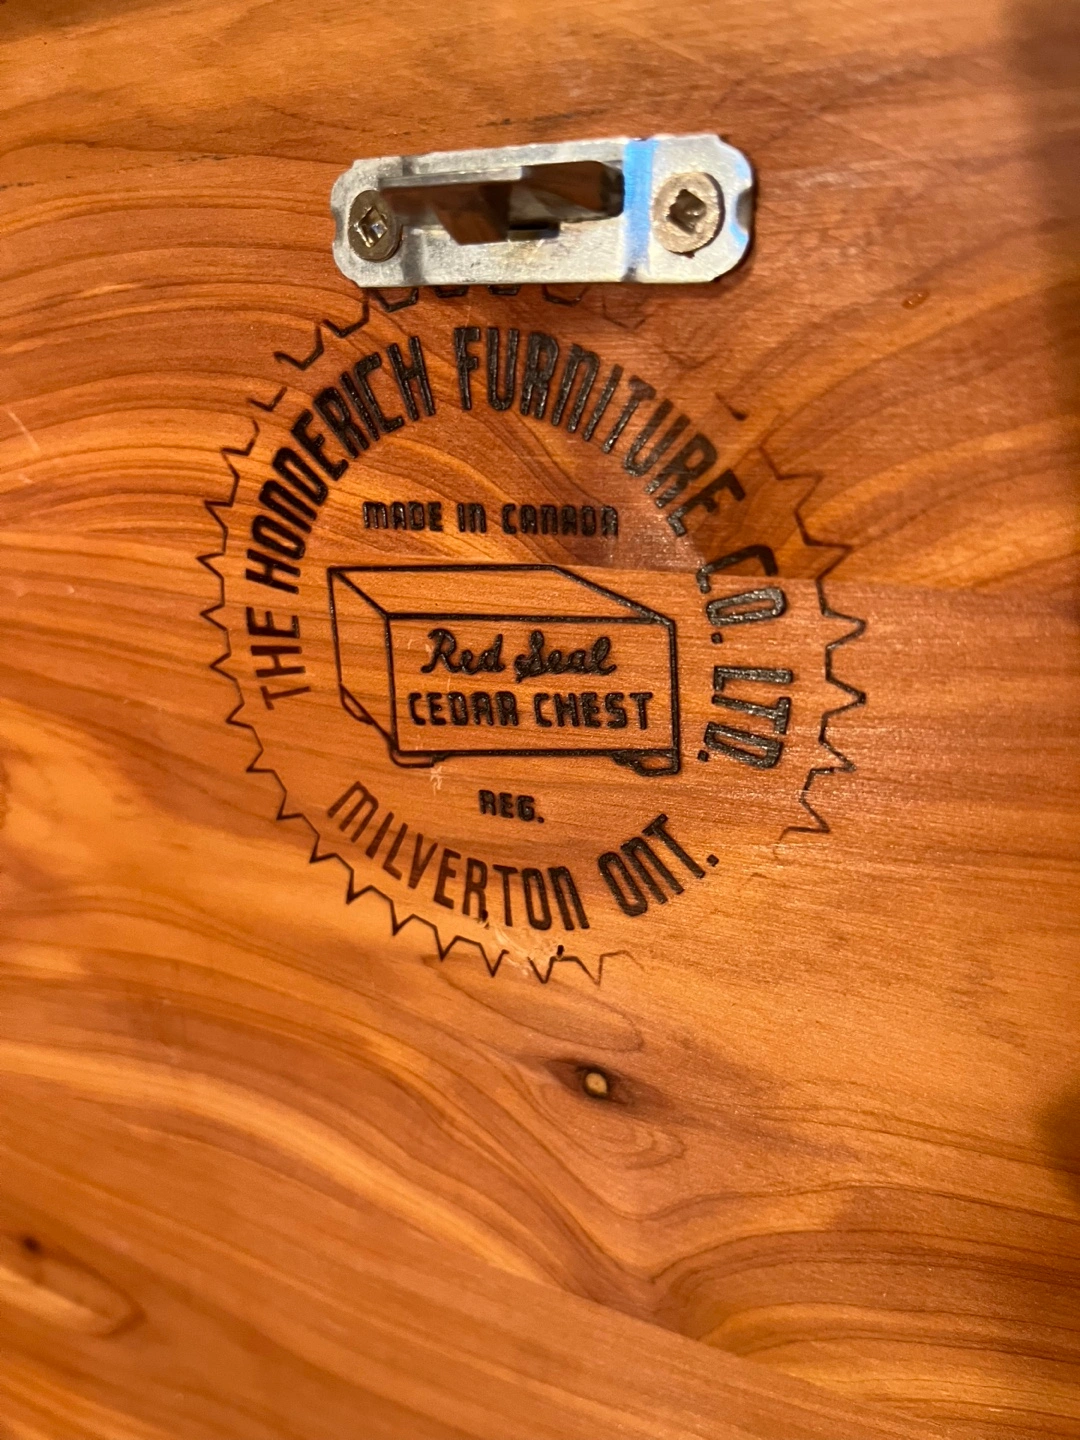 THE HONDERICH FURNITURE CO. LTD.
MADE IN CANADA
Red Seal
CEDAR CHEST
REG.
MILVERTON ONT.